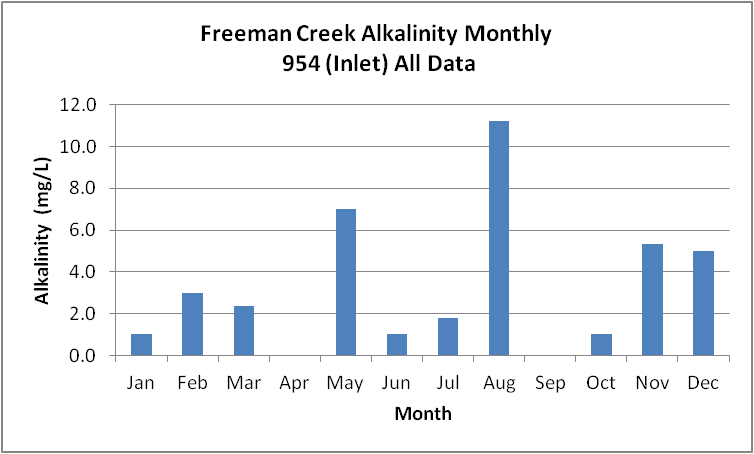 Freeman Creek Alkalinity Monthly
954 (Inlet) All Data
12.0
10.0
8.0
6.0
4.0
2.0
0.0
Alkalinity (mg/L)
Jan Feb Mar Apr May Jun Jul Aug Sep Oct Nov Dec
Month